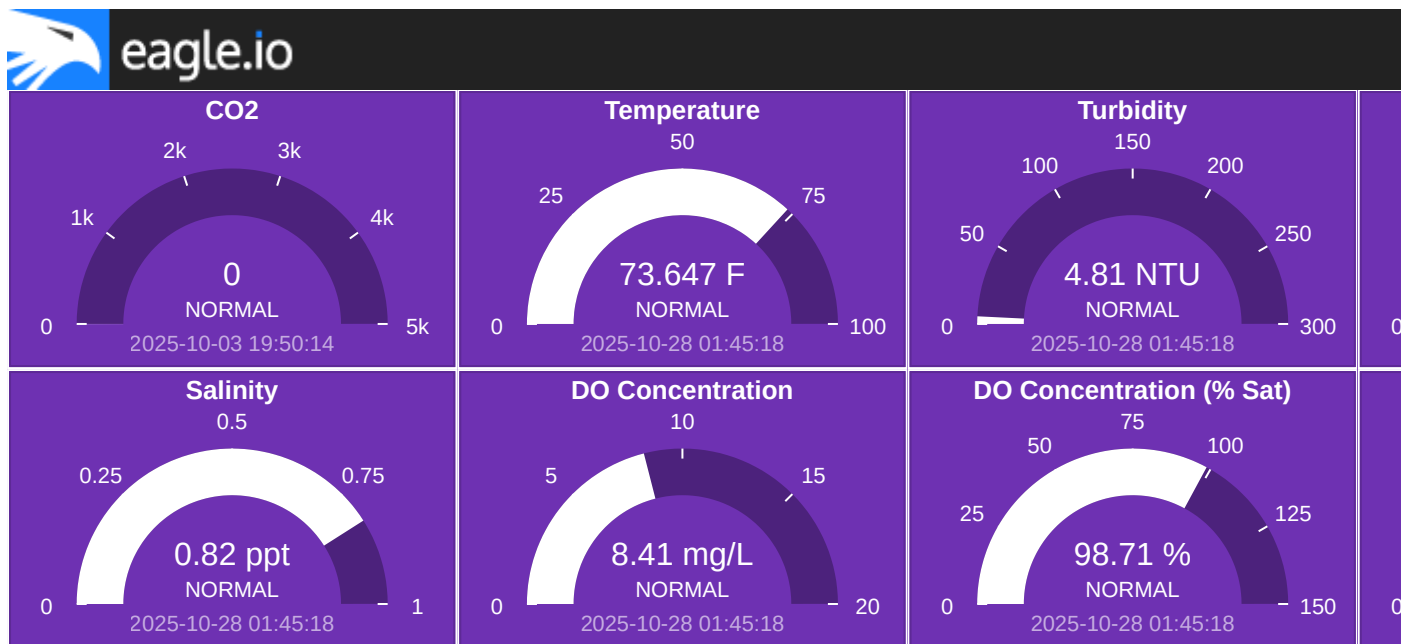 eagle.io
CO2
0
1k
2k
3k
4k
5k
0
NORMAL
2025-10-03 19:50:14
Temperature
0
25
50
75
100
73.647 F
NORMAL
2025-10-28 01:45:18
Turbidity
0
50
100
150
200
250
300
4.81 NTU
NORMAL
2025-10-28 01:45:18
0
Salinity
0
0.25
0.5
0.75
1
0.82 ppt
NORMAL
2025-10-28 01:45:18
DO Concentration
0
5
10
15
20
8.41 mg/L
NORMAL
2025-10-28 01:45:18
DO Concentration (% Sat)
0
25
50
75
100
125
150
98.71 %
NORMAL
2025-10-28 01:45:18
0